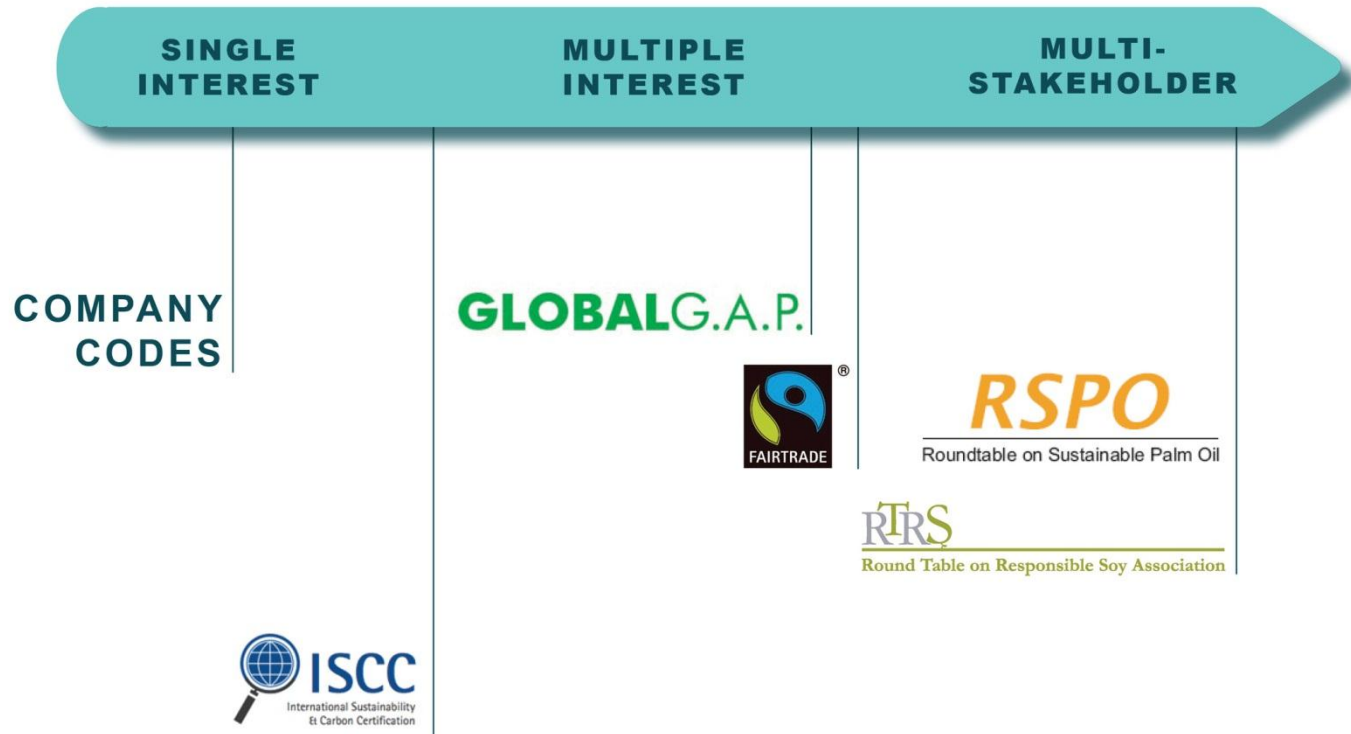 SINGLE
INTEREST
MULTIPLE
INTEREST
MULTI-
STAKEHOLDER
COMPANY
CODES
GLOBALG.A.P.
®
FAIRTRADE
RSPO
Roundtable on Sustainable Palm Oil
RTRS
Round Table on Responsible Soy Association
ISCC
International Sustainability
& Carbon Certification